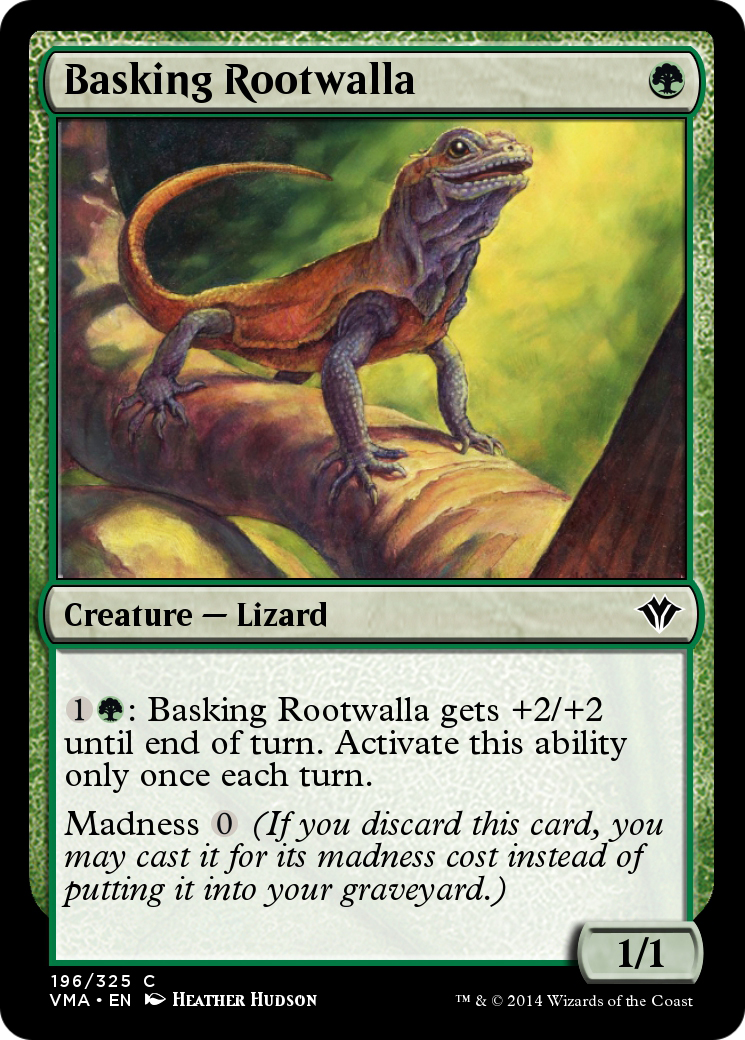 Basking Rootwalla
Creature — Lizard
1: Basking Rootwalla gets +2/+2
until end of turn. Activate this ability
only once each turn.
Madness 0 (If you discard this card, you
may cast it for its madness cost instead of
putting it into your graveyard.)
1/1
196/325 C
VMA • EN Heather Hudson
™ & © 2014 Wizards of the Coast